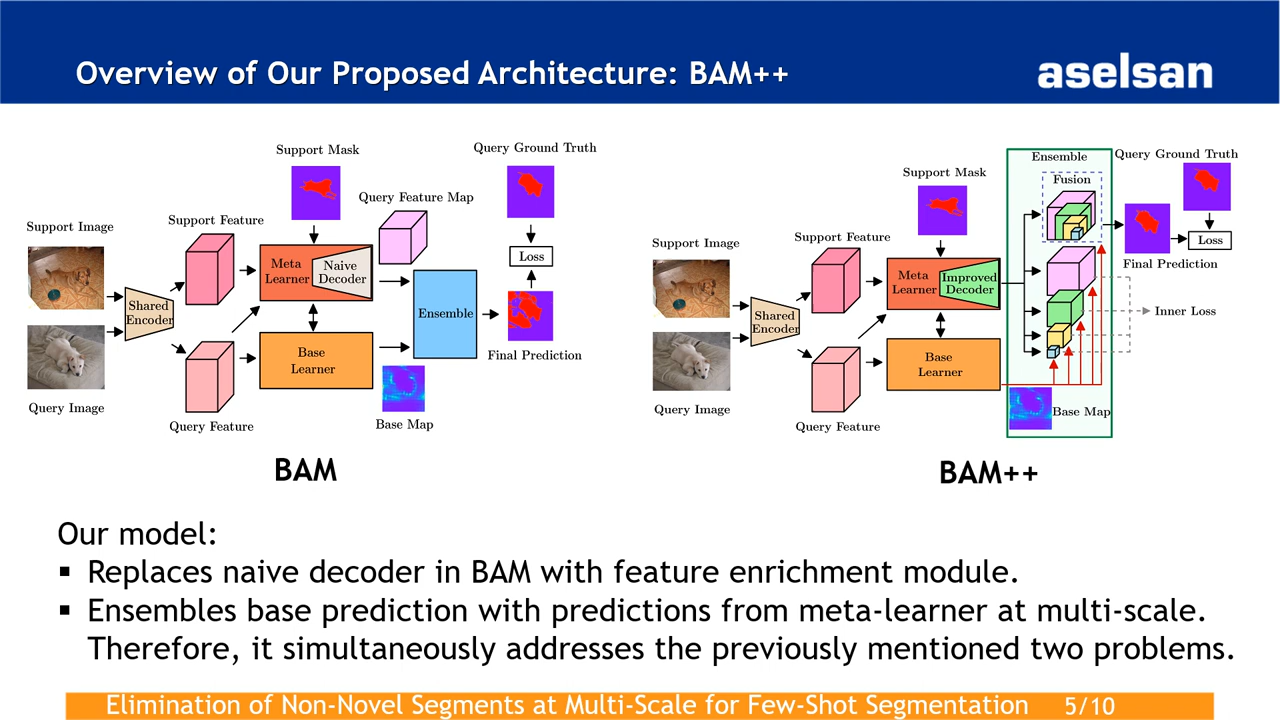 Overview of Our Proposed Architecture: BAM++
aselsan
Support Mask
Query Ground Truth
Query Feature Map
Support Feature
Support Image
Meta
Learner
Naive
Decoder
Loss
Shared
Encoder
Ensemble
Base
Learner
Final Prediction
Query Image
Query Feature
Base Map
BAM
Ensemble
Query Ground Truth
Fusion
Support Mask
Support Feature
Support Image
Loss
Final Prediction
Meta
Learner
Improved
Decoder
Shared
Encoder
Inner Loss
Base
Learner
Query Image
Base Map
Query Feature
BAM++
Our model:
▪ Replaces naive decoder in BAM with feature enrichment module.
▪ Ensembles base prediction with predictions from meta-learner at multi-scale.
Therefore, it simultaneously addresses the previously mentioned two problems.
Elimination of Non-Novel Segments at Multi-Scale for Few-Shot Segmentation 5/10